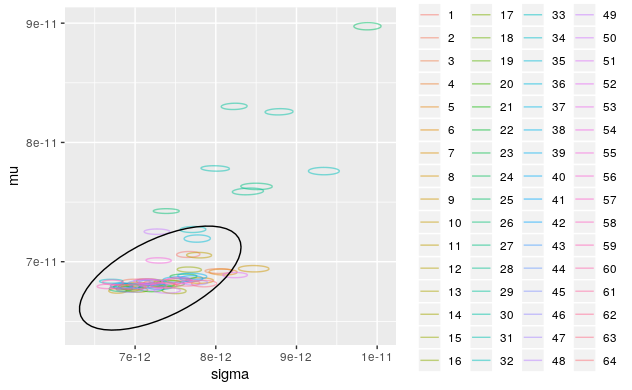 9e-11
8e-11
7e-11
mu
7e-12 8e-12 9e-12 1e-11
sigma
1 17 33 49
2 18 34 50
3 19 35 51
4 20 36 52
5 21 37 53
6 22 38 54
7 23 39 55
8 24 40 56
9 25 41 57
10 26 42 58
11 27 43 59
12 28 44 60
13 29 45 61
14 30 46 62
15 31 47 63
16 32 48 64